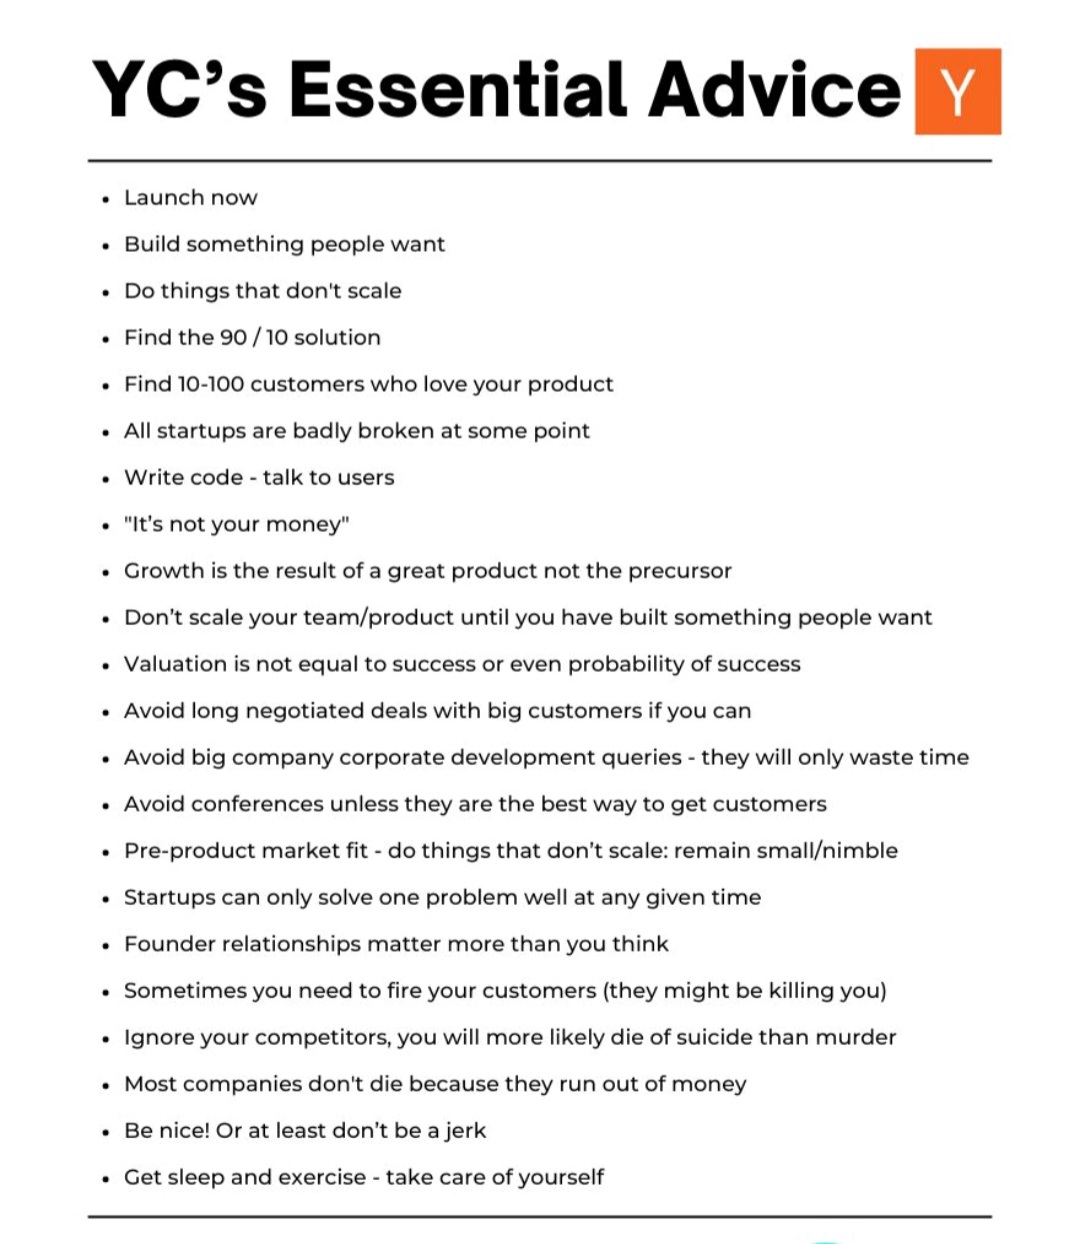 YC’s Essential Advice Y
• Launch now
• Build something people want
• Do things that don't scale
• Find the 90 / 10 solution
• Find 10-100 customers who love your product
• All startups are badly broken at some point
• Write code - talk to users
• "It’s not your money"
• Growth is the result of a great product not the precursor
• Don’t scale your team/product until you have built something people want
• Valuation is not equal to success or even probability of success
• Avoid long negotiated deals with big customers if you can
• Avoid big company corporate development queries - they will only waste time
• Avoid conferences unless they are the best way to get customers
• Pre-product market fit - do things that don’t scale: remain small/nimble
• Startups can only solve one problem well at any given time
• Founder relationships matter more than you think
• Sometimes you need to fire your customers (they might be killing you)
• Ignore your competitors, you will more likely die of suicide than murder
• Most companies don't die because they run out of money
• Be nice! Or at least don’t be a jerk
• Get sleep and exercise - take care of yourself